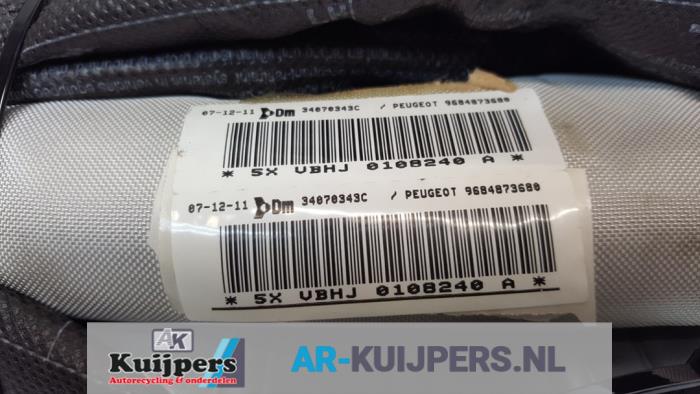 07-12-11 Dm 34070343C / PEUGEOT 9684873680
* 5X VBHJ 0108240 A *
07-12-11 Dm 34070343C / PEUGEOT 9684873680
* 5X VBHJ 0108240 A *
AK
Kuijpers
Autorecycling & onderdelen
AR-KUIJPERS.NL